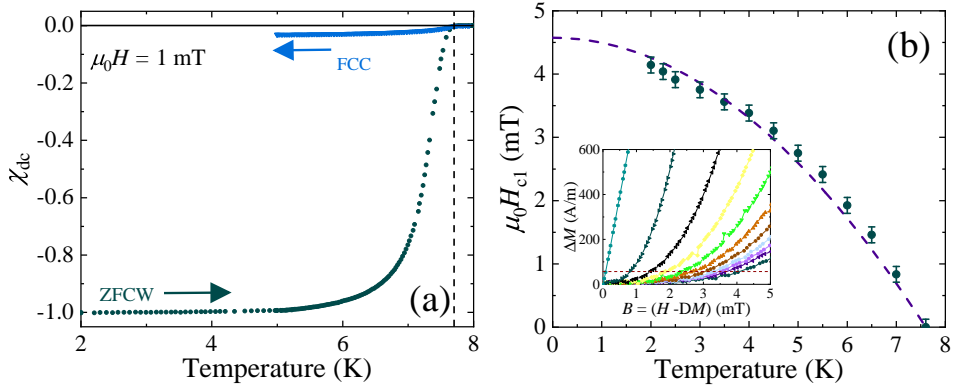 0.0
-0.2
-0.4
-0.6
-0.8
-1.0
χdc
μ0H = 1 mT
FCC
ZFCW
(a)
2 4 6 8
Temperature (K)
5
4
3
2
1
0
μ0Hc1 (mT)
(b)
600
400
200
0
ΔM (A/m)
0 1 2 3 4 5
B = (H -DM) (mT)
0 1 2 3 4 5 6 7 8
Temperature (K)